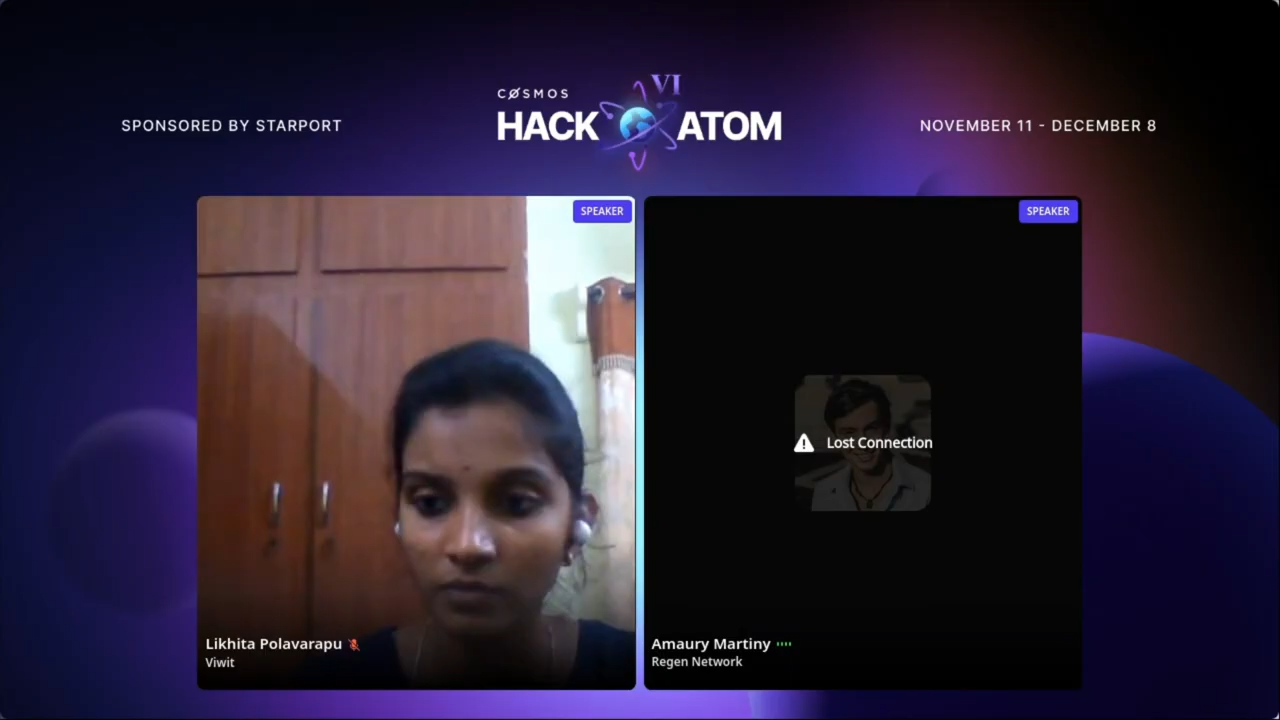 SPONSORED BY STARPORT
CØSMOS
HACK ATOM
VI
NOVEMBER 11 - DECEMBER 8
SPEAKER
Likhita Polavarapu
Viwit
SPEAKER
Lost Connection
Amaury Martiny
Regen Network